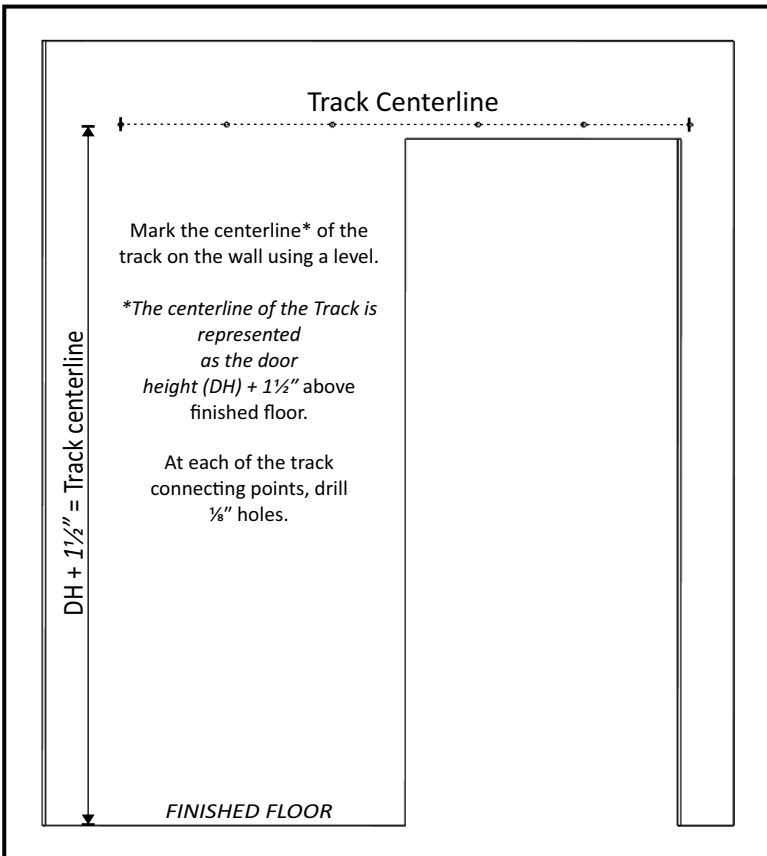 Track Centerline
Mark the centerline* of the
track on the wall using a level.
*The centerline of the Track is
represented
as the door
height (DH) + 1½″ above
finished floor.
At each of the track
connecting points, drill
⅛″ holes.
DH + 1½″ = Track centerline
FINISHED FLOOR